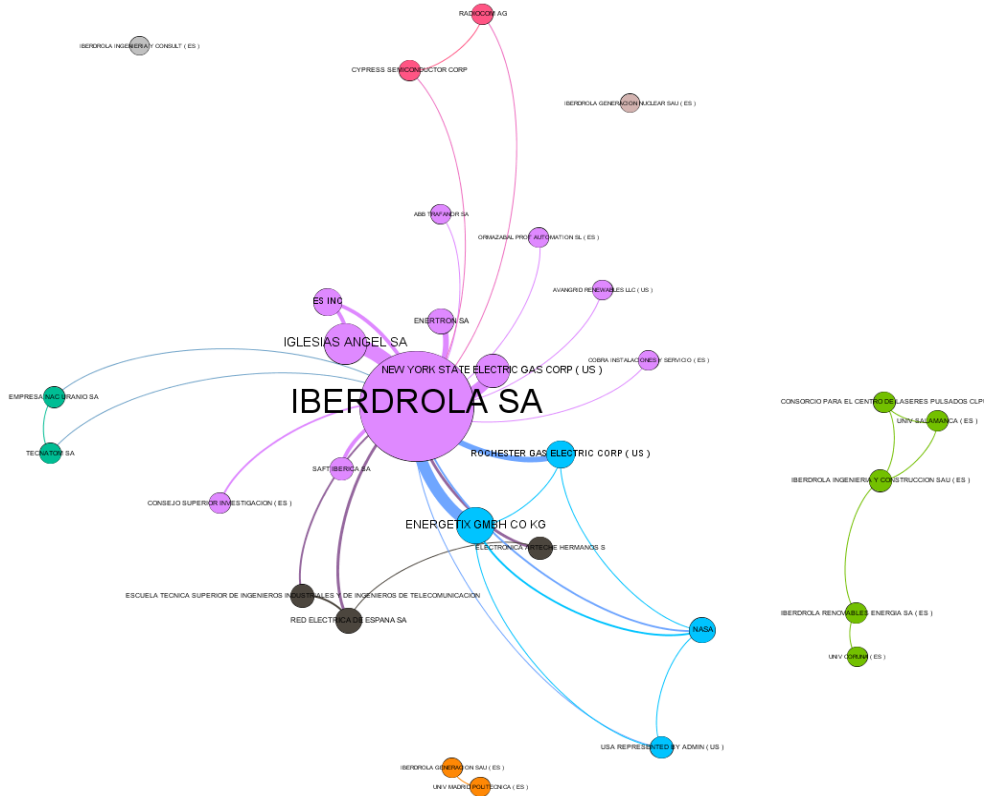 RADIOCOM AG
IBERDROLA INGENIERIA Y CONSULT ( ES )
CYPRESS SEMICONDUCTOR CORP
IBERDROLA GENERACION NUCLEAR SAU ( ES )
ABB TRAFANOR SA
ORMAZABAL PROT AUTOMATION SL ( ES )
AVANGRID RENEWABLES LLC ( US )
ES INC
ENERTRON SA
IGLESIAS ANGEL SA
COBRA INSTALACIONES Y SERVICIO ( ES )
NEW YORK STATE ELECTRIC GAS CORP ( US )
EMPRESA NAC URANIO SA
IBERDROLA SA
CONSORCIO PARA EL CENTRO DE LASERES PULSADOS CLPU
UNIV SALAMANCA ( ES )
TECNATOM SA
ROCHESTER GAS ELECTRIC CORP ( US )
SAFT IBERICA SA
IBERDROLA INGENIERIA Y CONSTRUCCION SAU ( ES )
CONSEJO SUPERIOR INVESTIGACION ( ES )
ENERGETIX GMBH CO KG
ELECTRONICA ARTECHE HERMANOS S
ESCUELA TECNICA SUPERIOR DE INGENIEROS INDUSTRIALES Y DE INGENIEROS DE TELECOMUNICACION
IBERDROLA RENOVABLES ENERGIA SA ( ES )
RED ELECTRICA DE ESPANA SA
NASA
UNIV CORUNA ( ES )
USA REPRESENTED BY ADMIN ( US )
IBERDROLA GENERACION SAU ( ES )
UNIV MADRID POLITECNICA ( ES )